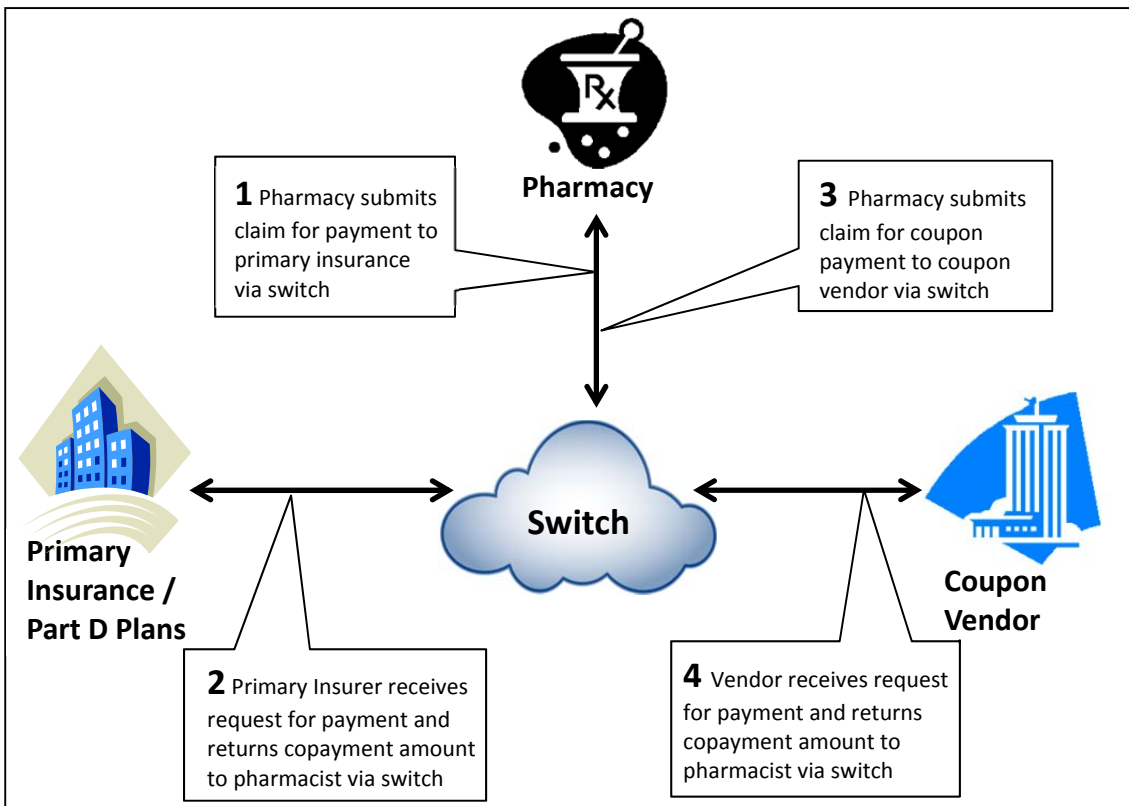 Rx
Pharmacy
1 Pharmacy submits
claim for payment to
primary insurance
via switch
3 Pharmacy submits
claim for coupon
payment to coupon
vendor via switch
Switch
Primary
Insurance /
Part D Plans
Coupon
Vendor
2 Primary Insurer receives
request for payment and
returns copayment amount
to pharmacist via switch
4 Vendor receives request
for payment and returns
copayment amount to
pharmacist via switch